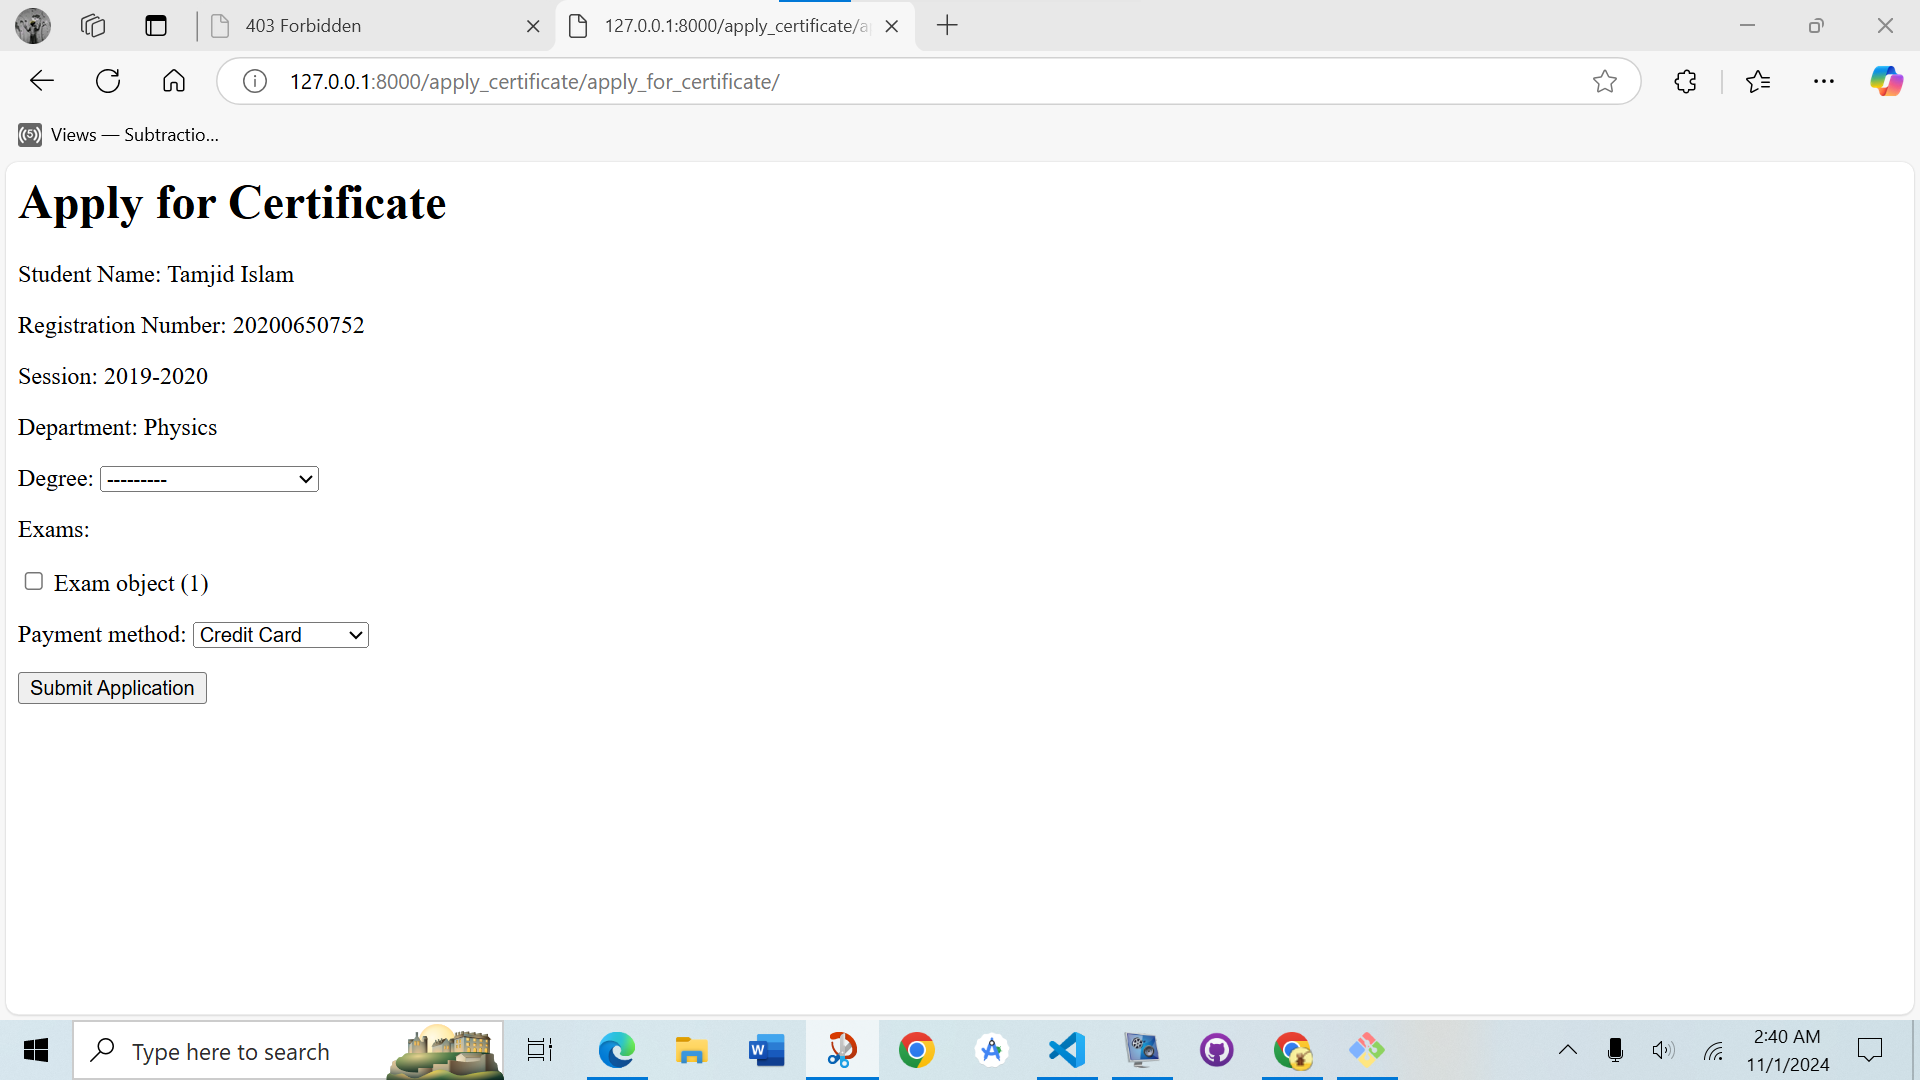 403 Forbidden
127.0.0.1:8000/apply_certificate/a
127.0.0.1:8000/apply_certificate/apply_for_certificate/
Views — Subtractio...
Apply for Certificate
Student Name: Tamjid Islam
Registration Number: 20200650752
Session: 2019-2020
Department: Physics
Degree: ---------
Exams:
Exam object (1)
Payment method: Credit Card
Submit Application
Type here to search
2:40 AM
11/1/2024